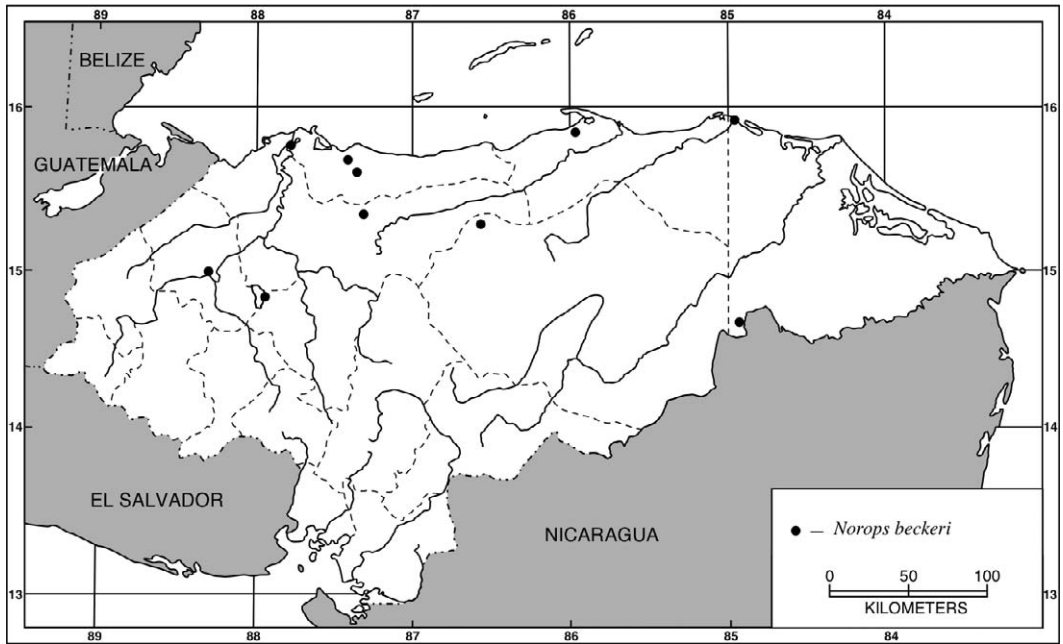 89 88 87 86 85 84
BELIZE
16 16
GUATEMALA
15 15
14 14
EL SALVADOR
NICARAGUA
● – Norops beckeri
0 50 100
KILOMETERS
13 13
89 88 87 86 85 84